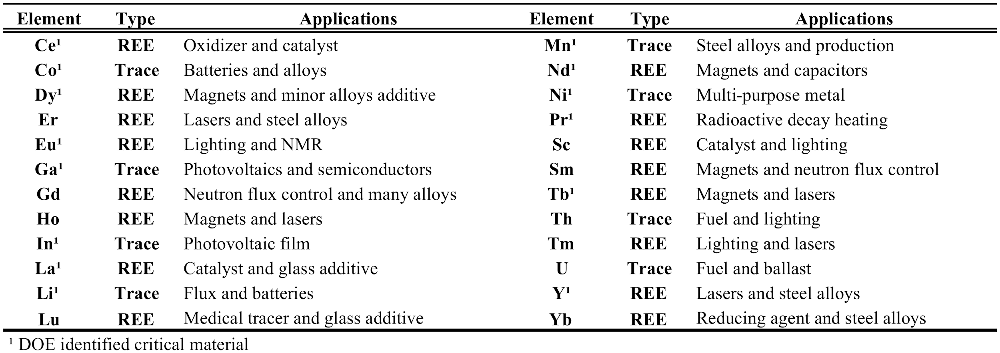 Element Type Applications Element Type Applications
Ce¹ REE Oxidizer and catalyst Mn¹ Trace Steel alloys and production
Co¹ Trace Batteries and alloys Nd¹ REE Magnets and capacitors
Dy¹ REE Magnets and minor alloys additive Ni¹ Trace Multi-purpose metal
Er REE Lasers and steel alloys Pr¹ REE Radioactive decay heating
Eu¹ REE Lighting and NMR Sc REE Catalyst and lighting
Ga¹ Trace Photovoltaics and semiconductors Sm REE Magnets and neutron flux control
Gd REE Neutron flux control and many alloys Tb¹ REE Magnets and lasers
Ho REE Magnets and lasers Th Trace Fuel and lighting
In¹ Trace Photovoltaic film Tm REE Lighting and lasers
La¹ REE Catalyst and glass additive U Trace Fuel and ballast
Li¹ Trace Flux and batteries Y¹ REE Lasers and steel alloys
Lu REE Medical tracer and glass additive Yb REE Reducing agent and steel alloys
¹ DOE identified critical material